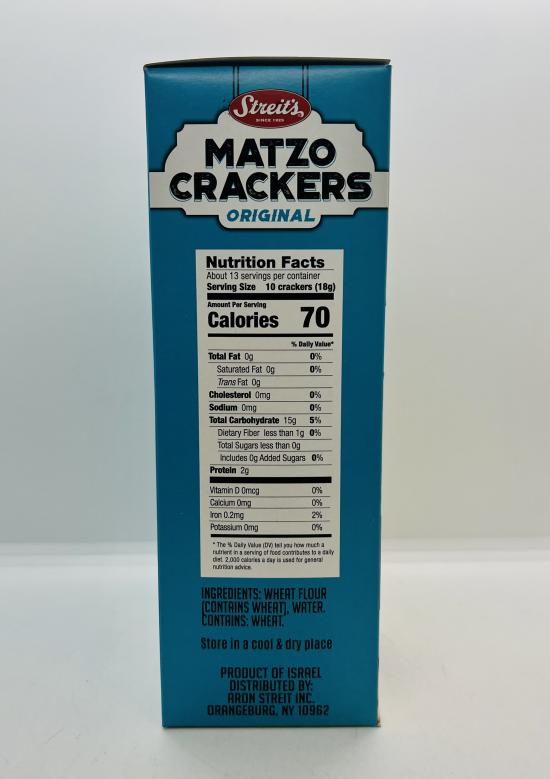 Streit's
SINCE 1925
MATZO
CRACKERS
ORIGINAL
Nutrition Facts
About 13 servings per container
Serving Size 10 crackers (18g)
Amount Per Serving
Calories 70
% Daily Value*
Total Fat 0g 0%
Saturated Fat 0g 0%
Trans Fat 0g
Cholesterol 0mg 0%
Sodium 0mg 0%
Total Carbohydrate 15g 5%
Dietary Fiber less than 1g 0%
Total Sugars less than 0g
Includes 0g Added Sugars 0%
Protein 2g
Vitamin D 0mcg 0%
Calcium 0mg 0%
Iron 0.2mg 2%
Potassium 0mg 0%
* The % Daily Value (DV) tell you how much a
nutrient in a serving of food contributes to a daily
diet. 2,000 calories a day is used for general
nutrition advice.
INGREDIENTS: WHEAT FLOUR
(CONTAINS WHEAT), WATER.
CONTAINS: WHEAT.
Store in a cool & dry place
PRODUCT OF ISRAEL
DISTRIBUTED BY:
ARON STREIT INC.
ORANGEBURG, NY 10962